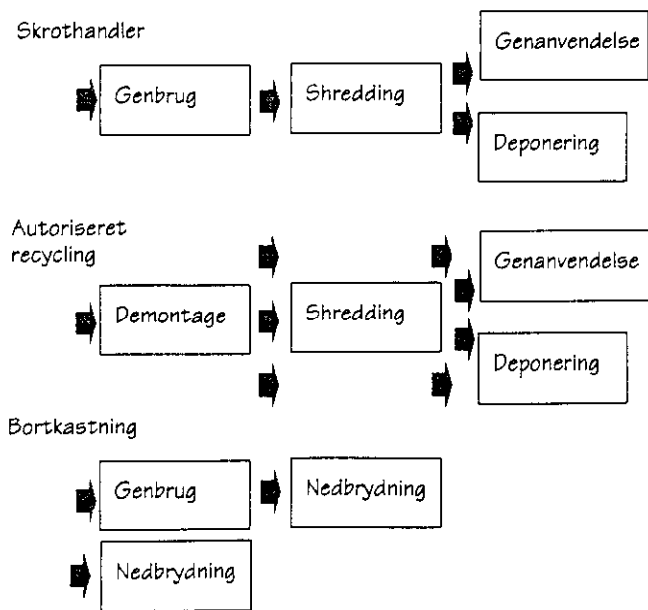 Skrothandler
Genbrug
Shredding
Genanvendelse
Deponering
Autoriseret
recycling
Demontage
Shredding
Genanvendelse
Deponering
Bortkastning
Genbrug
Nedbrydning
Nedbrydning